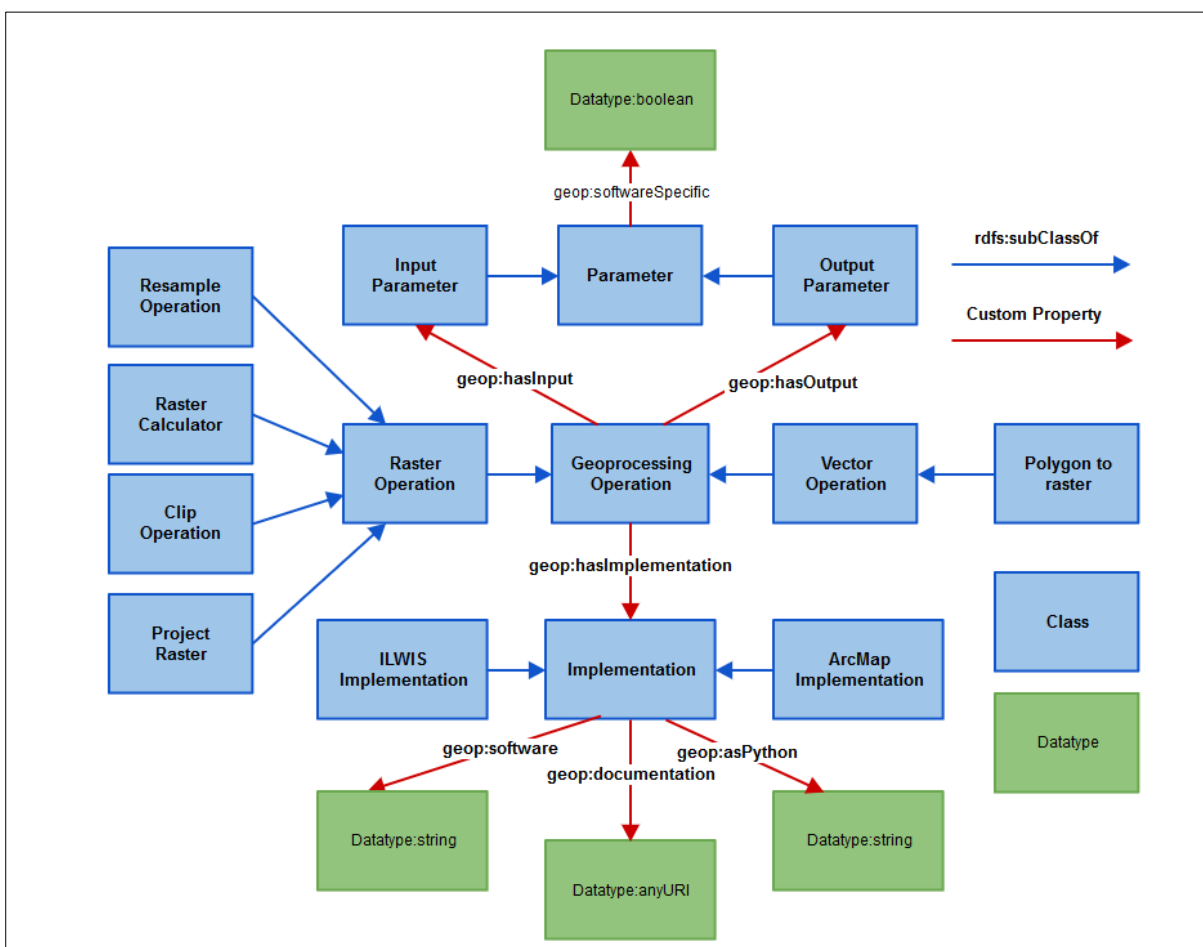 Datatype:boolean
geop:softwareSpecific
Input
Parameter
Parameter
Output
Parameter
rdfs:subClassOf
Custom Property
Resample
Operation
geop:hasInput
geop:hasOutput
Raster
Calculator
Raster
Operation
Geoprocessing
Operation
Vector
Operation
Polygon to
raster
Clip
Operation
geop:hasImplementation
Project
Raster
ILWIS
Implementation
Implementation
ArcMap
Implementation
Class
geop:software
geop:documentation
geop:asPython
Datatype
Datatype:string
Datatype:anyURI
Datatype:string